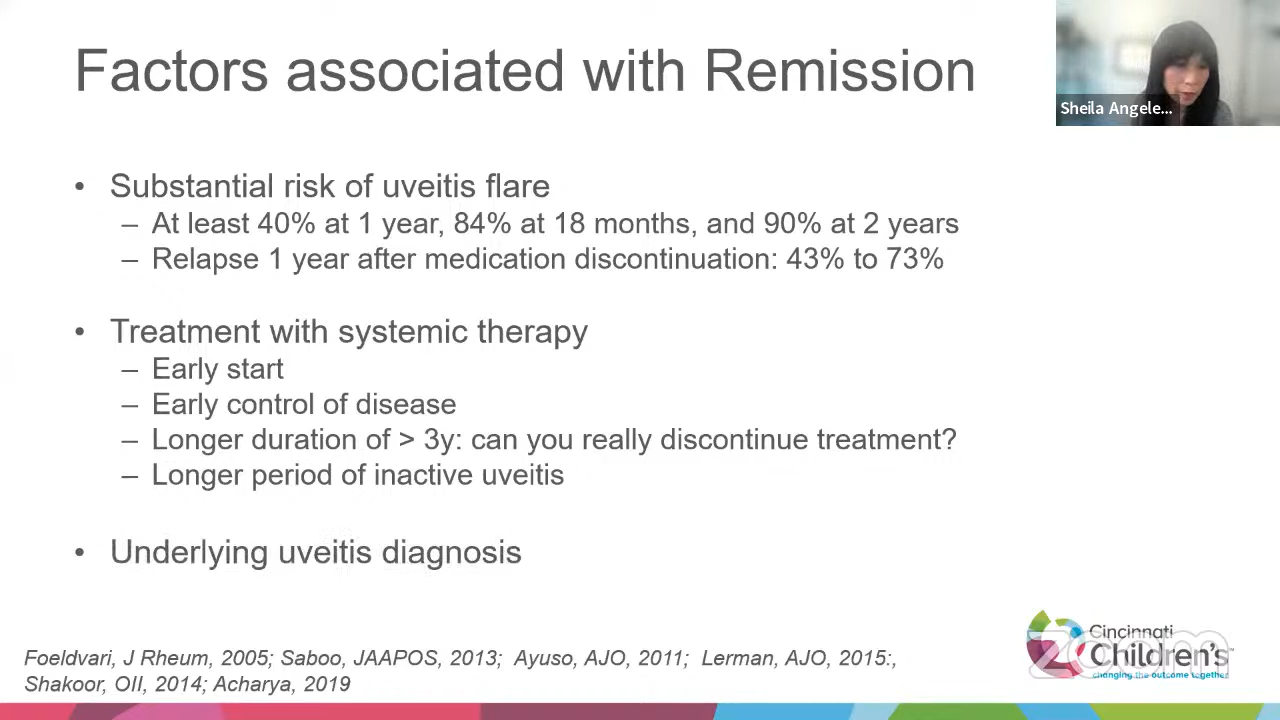 Factors associated with Remission
Sheila Angele...
• Substantial risk of uveitis flare
– At least 40% at 1 year, 84% at 18 months, and 90% at 2 years
– Relapse 1 year after medication discontinuation: 43% to 73%
• Treatment with systemic therapy
– Early start
– Early control of disease
– Longer duration of > 3y: can you really discontinue treatment?
– Longer period of inactive uveitis
• Underlying uveitis diagnosis
Foeldvari, J Rheum, 2005; Saboo, JAAPOS, 2013; Ayuso, AJO, 2011; Lerman, AJO, 2015:,
Shakoor, OII, 2014; Acharya, 2019
Cincinnati
Children's™
changing the outcome together
zoom